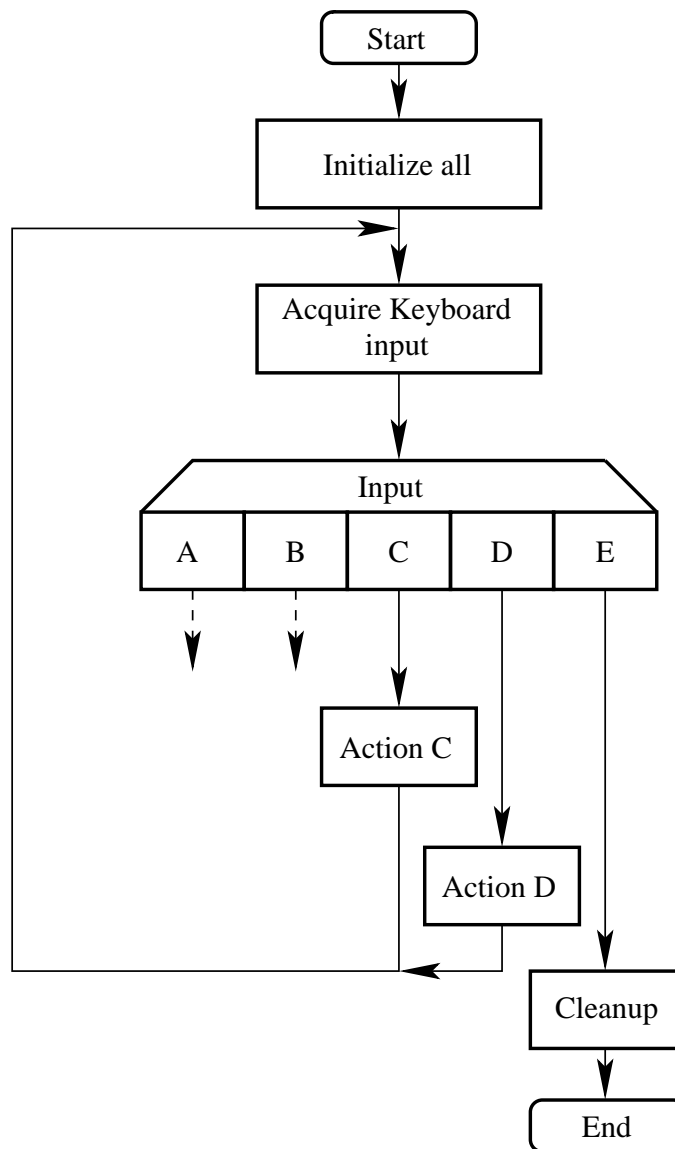 Start
Initialize all
Acquire Keyboard
input
Input
A B C D E
Action C
Action D
Cleanup
End